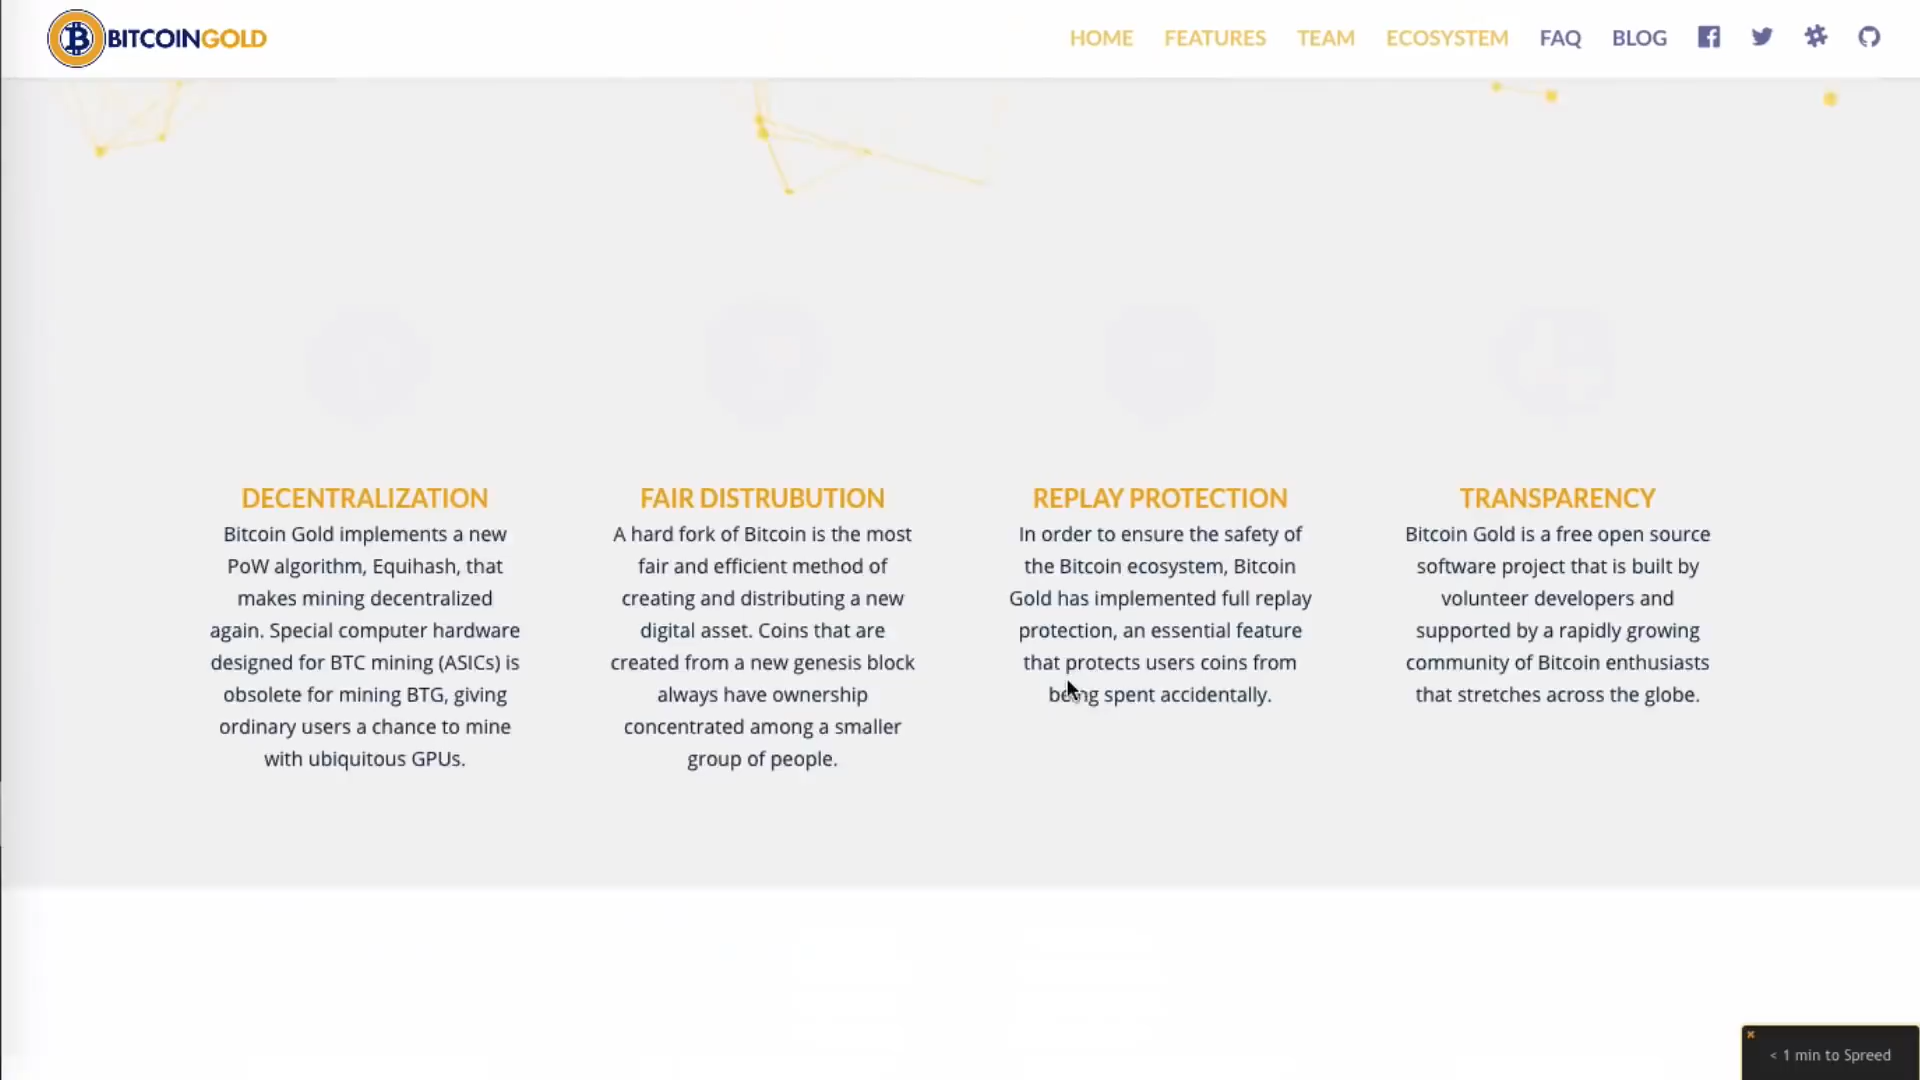 BITCOINGOLD
HOME FEATURES TEAM ECOSYSTEM FAQ BLOG
DECENTRALIZATION
Bitcoin Gold implements a new
PoW algorithm, Equihash, that
makes mining decentralized
again. Special computer hardware
designed for BTC mining (ASICs) is
obsolete for mining BTG, giving
ordinary users a chance to mine
with ubiquitous GPUs.
FAIR DISTRUBUTION
A hard fork of Bitcoin is the most
fair and efficient method of
creating and distributing a new
digital asset. Coins that are
created from a new genesis block
always have ownership
concentrated among a smaller
group of people.
REPLAY PROTECTION
In order to ensure the safety of
the Bitcoin ecosystem, Bitcoin
Gold has implemented full replay
protection, an essential feature
that protects users coins from
being spent accidentally.
TRANSPARENCY
Bitcoin Gold is a free open source
software project that is built by
volunteer developers and
supported by a rapidly growing
community of Bitcoin enthusiasts
that stretches across the globe.
< 1 min to Spreed